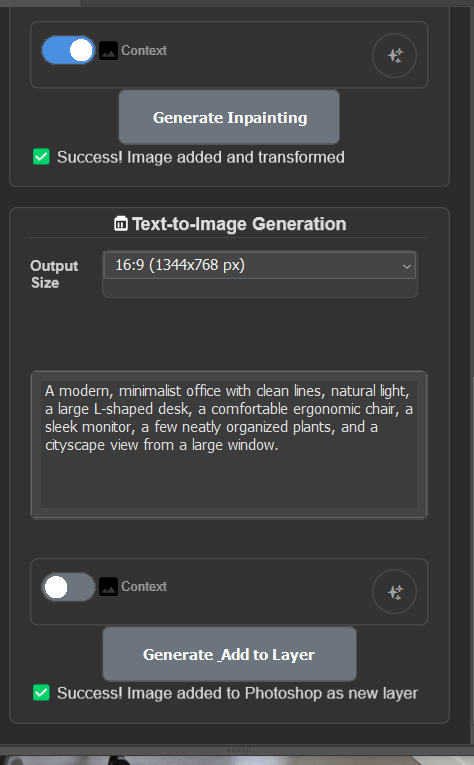 Context
Generate Inpainting
✅ Success! Image added and transformed
Text-to-Image Generation
Output
Size
16:9 (1344x768 px)
A modern, minimalist office with clean lines, natural light,
a large L-shaped desk, a comfortable ergonomic chair, a
sleek monitor, a few neatly organized plants, and a
cityscape view from a large window.
Context
Generate_Add to Layer
✅ Success! Image added to Photoshop as new layer